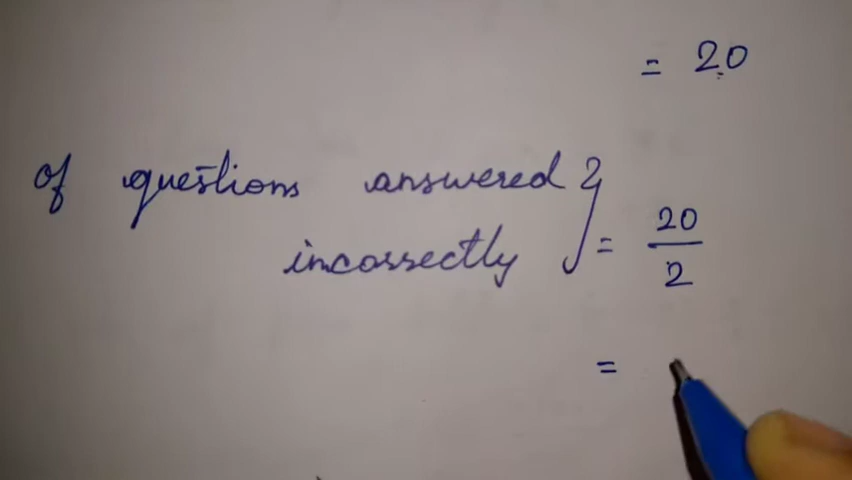 = 20
of questions answered }
incorrectly = 20/2
=